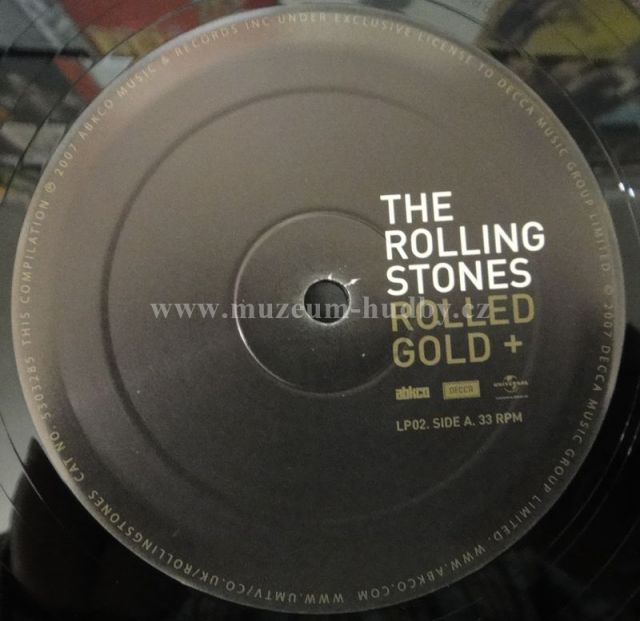 THE
ROLLING
STONES
ROLLED
GOLD +
abkco DECCA UNIVERSAL
LP02. SIDE A. 33 RPM
CAT NO: 5303285 THIS COMPILATION ℗ 2007 ABKCO MUSIC & RECORDS INC UNDER EXCLUSIVE LICENSE TO DECCA MUSIC GROUP LIMITED © 2007 DECCA MUSIC GROUP LIMITED. WWW.ABKCO.COM WWW.UMTV/CO.UK/ROLLINGSTONES
www.muzeum-hudby.cz